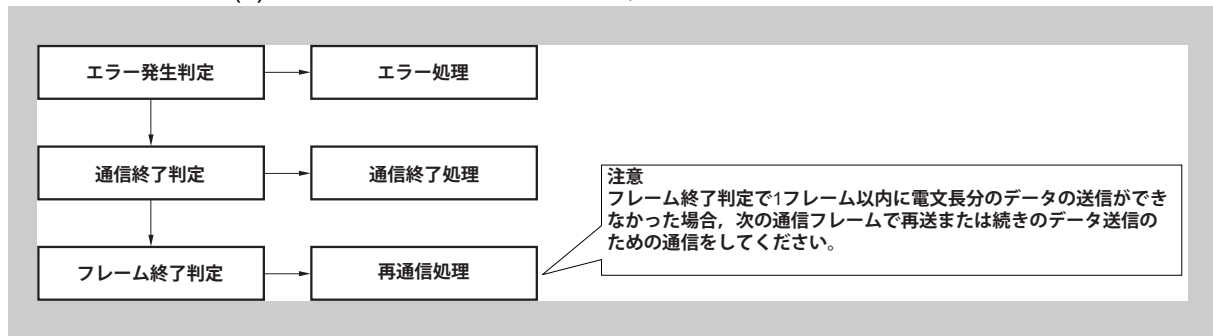 エラー発生判定
エラー処理
通信終了判定
通信終了処理
フレーム終了判定
再通信処理
注意
フレーム終了判定で1フレーム以内に電文長分のデータの送信ができ
なかった場合，次の通信フレームで再送または続きのデータ送信の
ための通信をしてください。